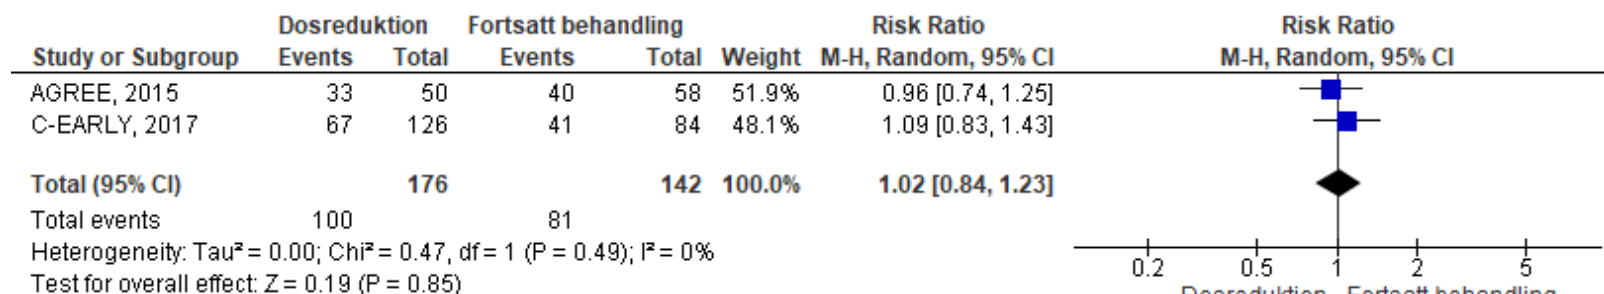 Dosreduktion Fortsatt behandling Risk Ratio Risk Ratio
Study or Subgroup Events Total Events Total Weight M-H, Random, 95% CI M-H, Random, 95% CI
AGREE, 2015 33 50 40 58 51.9% 0.96 [0.74, 1.25]
C-EARLY, 2017 67 126 41 84 48.1% 1.09 [0.83, 1.43]
Total (95% CI) 176 142 100.0% 1.02 [0.84, 1.23]
Total events 100 81
Heterogeneity: Tau² = 0.00; Chi² = 0.47, df = 1 (P = 0.49); I² = 0%
Test for overall effect: Z = 0.19 (P = 0.85)
0.2 0.5 1 2 5
Dosreduktion Fortsatt behandling